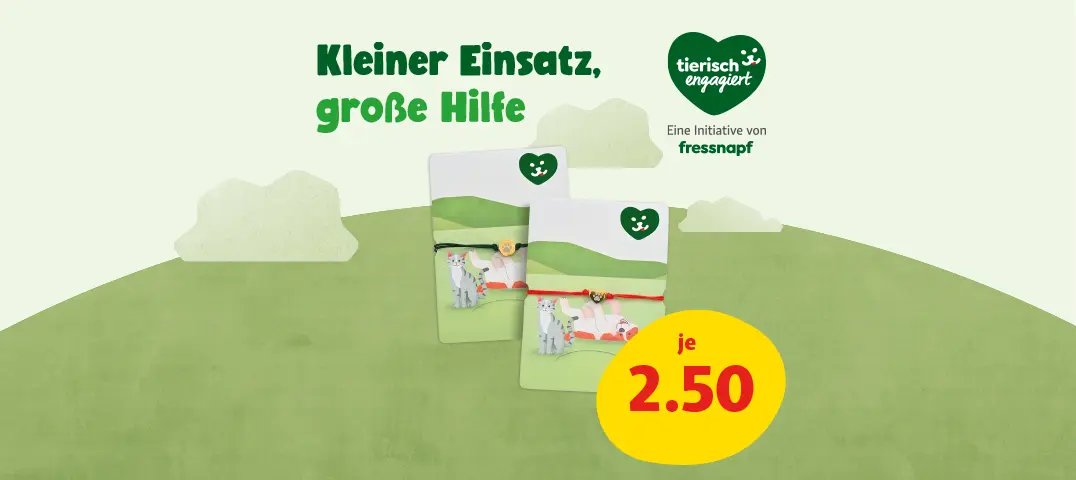 Kleiner Einsatz,
große Hilfe
tierisch
engagiert
Eine Initiative von
fressnapf
je
2.50